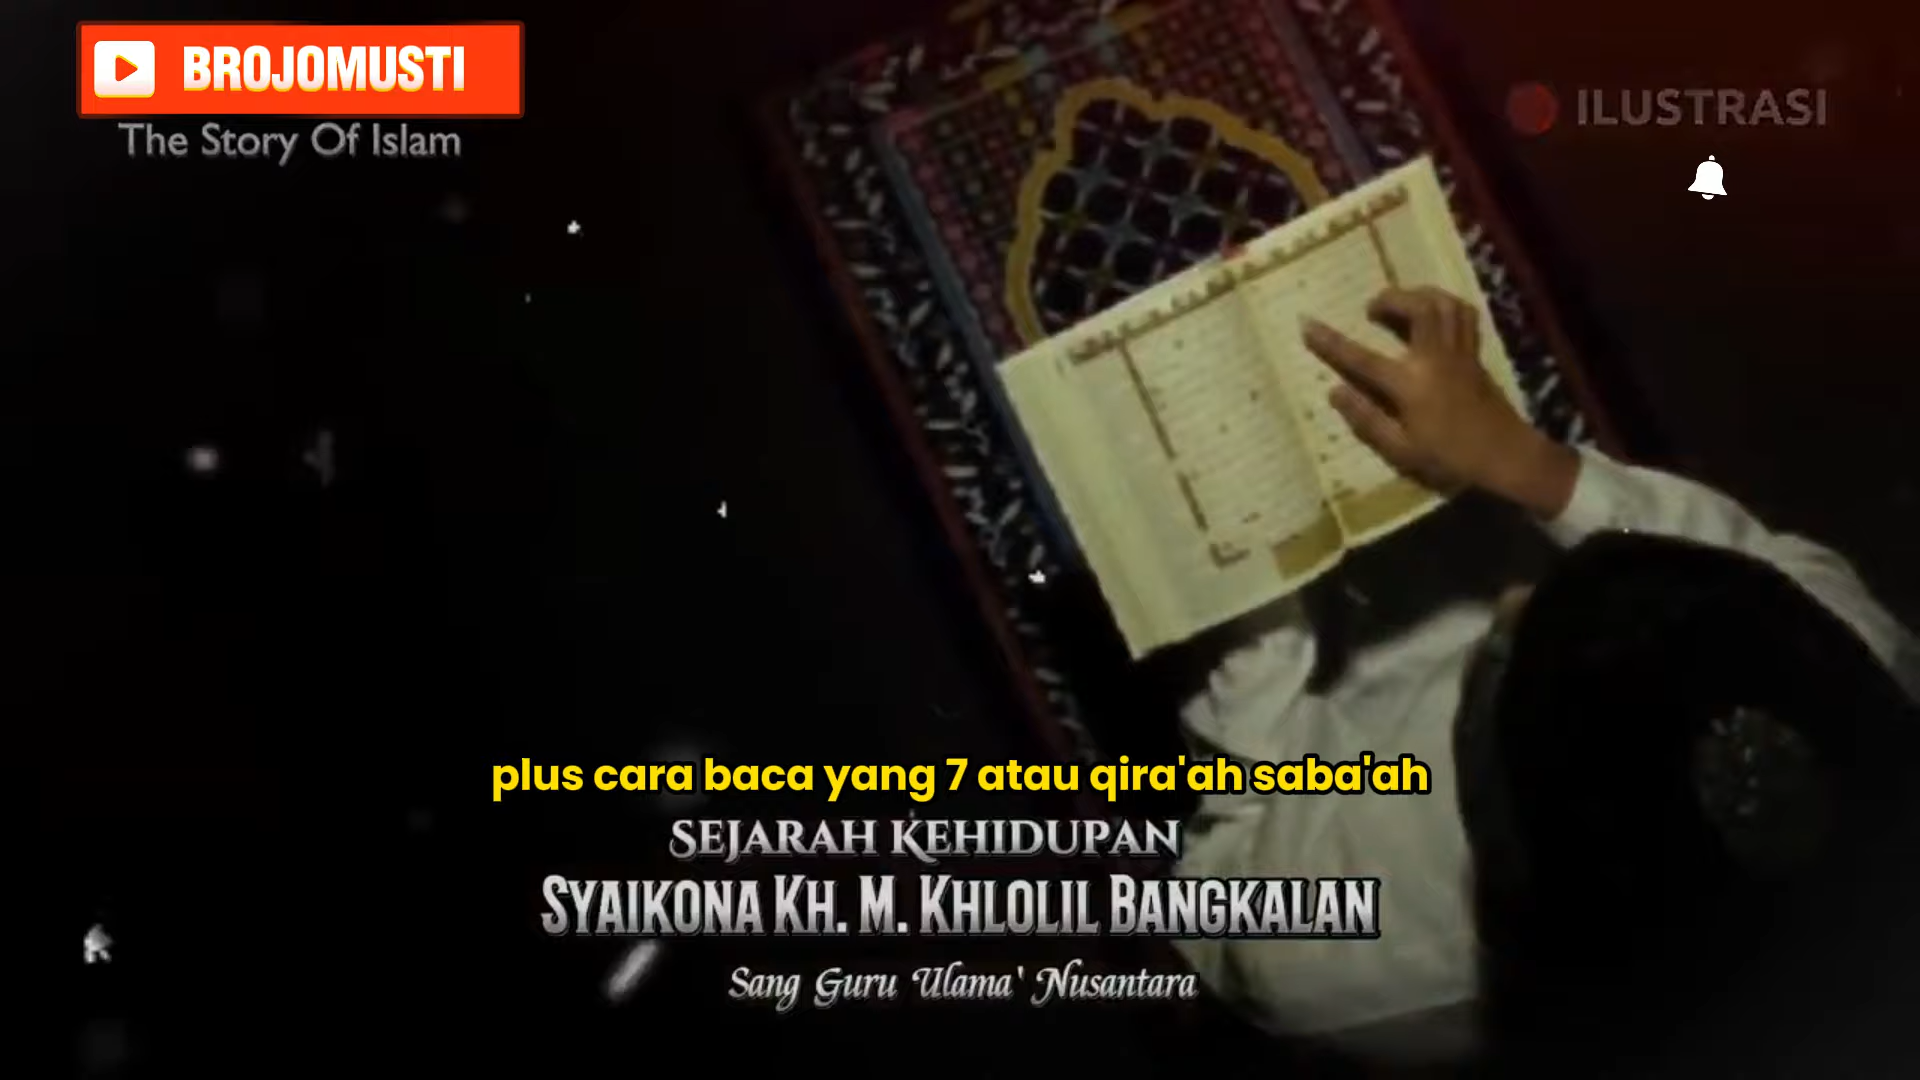 BROJOMUSTI
The Story Of Islam
ILUSTRASI
plus cara baca yang 7 atau qira'ah saba'ah
SEJARAH KEHIDUPAN
SYAIKONA KH. M. KHLOLIL BANGKALAN
Sang Guru Ulama' Nusantara